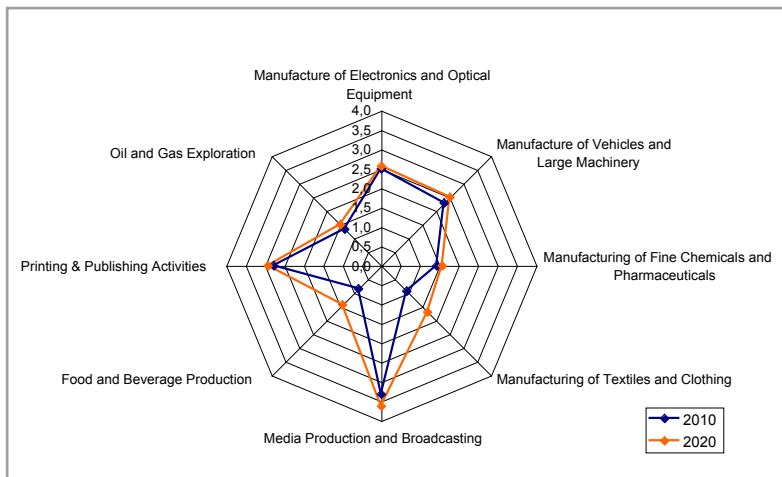 Manufacture of Electronics and Optical
Equipment
4,0
3,5
3,0
2,5
2,0
1,5
1,0
0,5
0,0
Manufacture of Vehicles and
Large Machinery
Oil and Gas Exploration
Manufacturing of Fine Chemicals and
Pharmaceuticals
Printing & Publishing Activities
Manufacturing of Textiles and Clothing
Food and Beverage Production
Media Production and Broadcasting
2010
2020